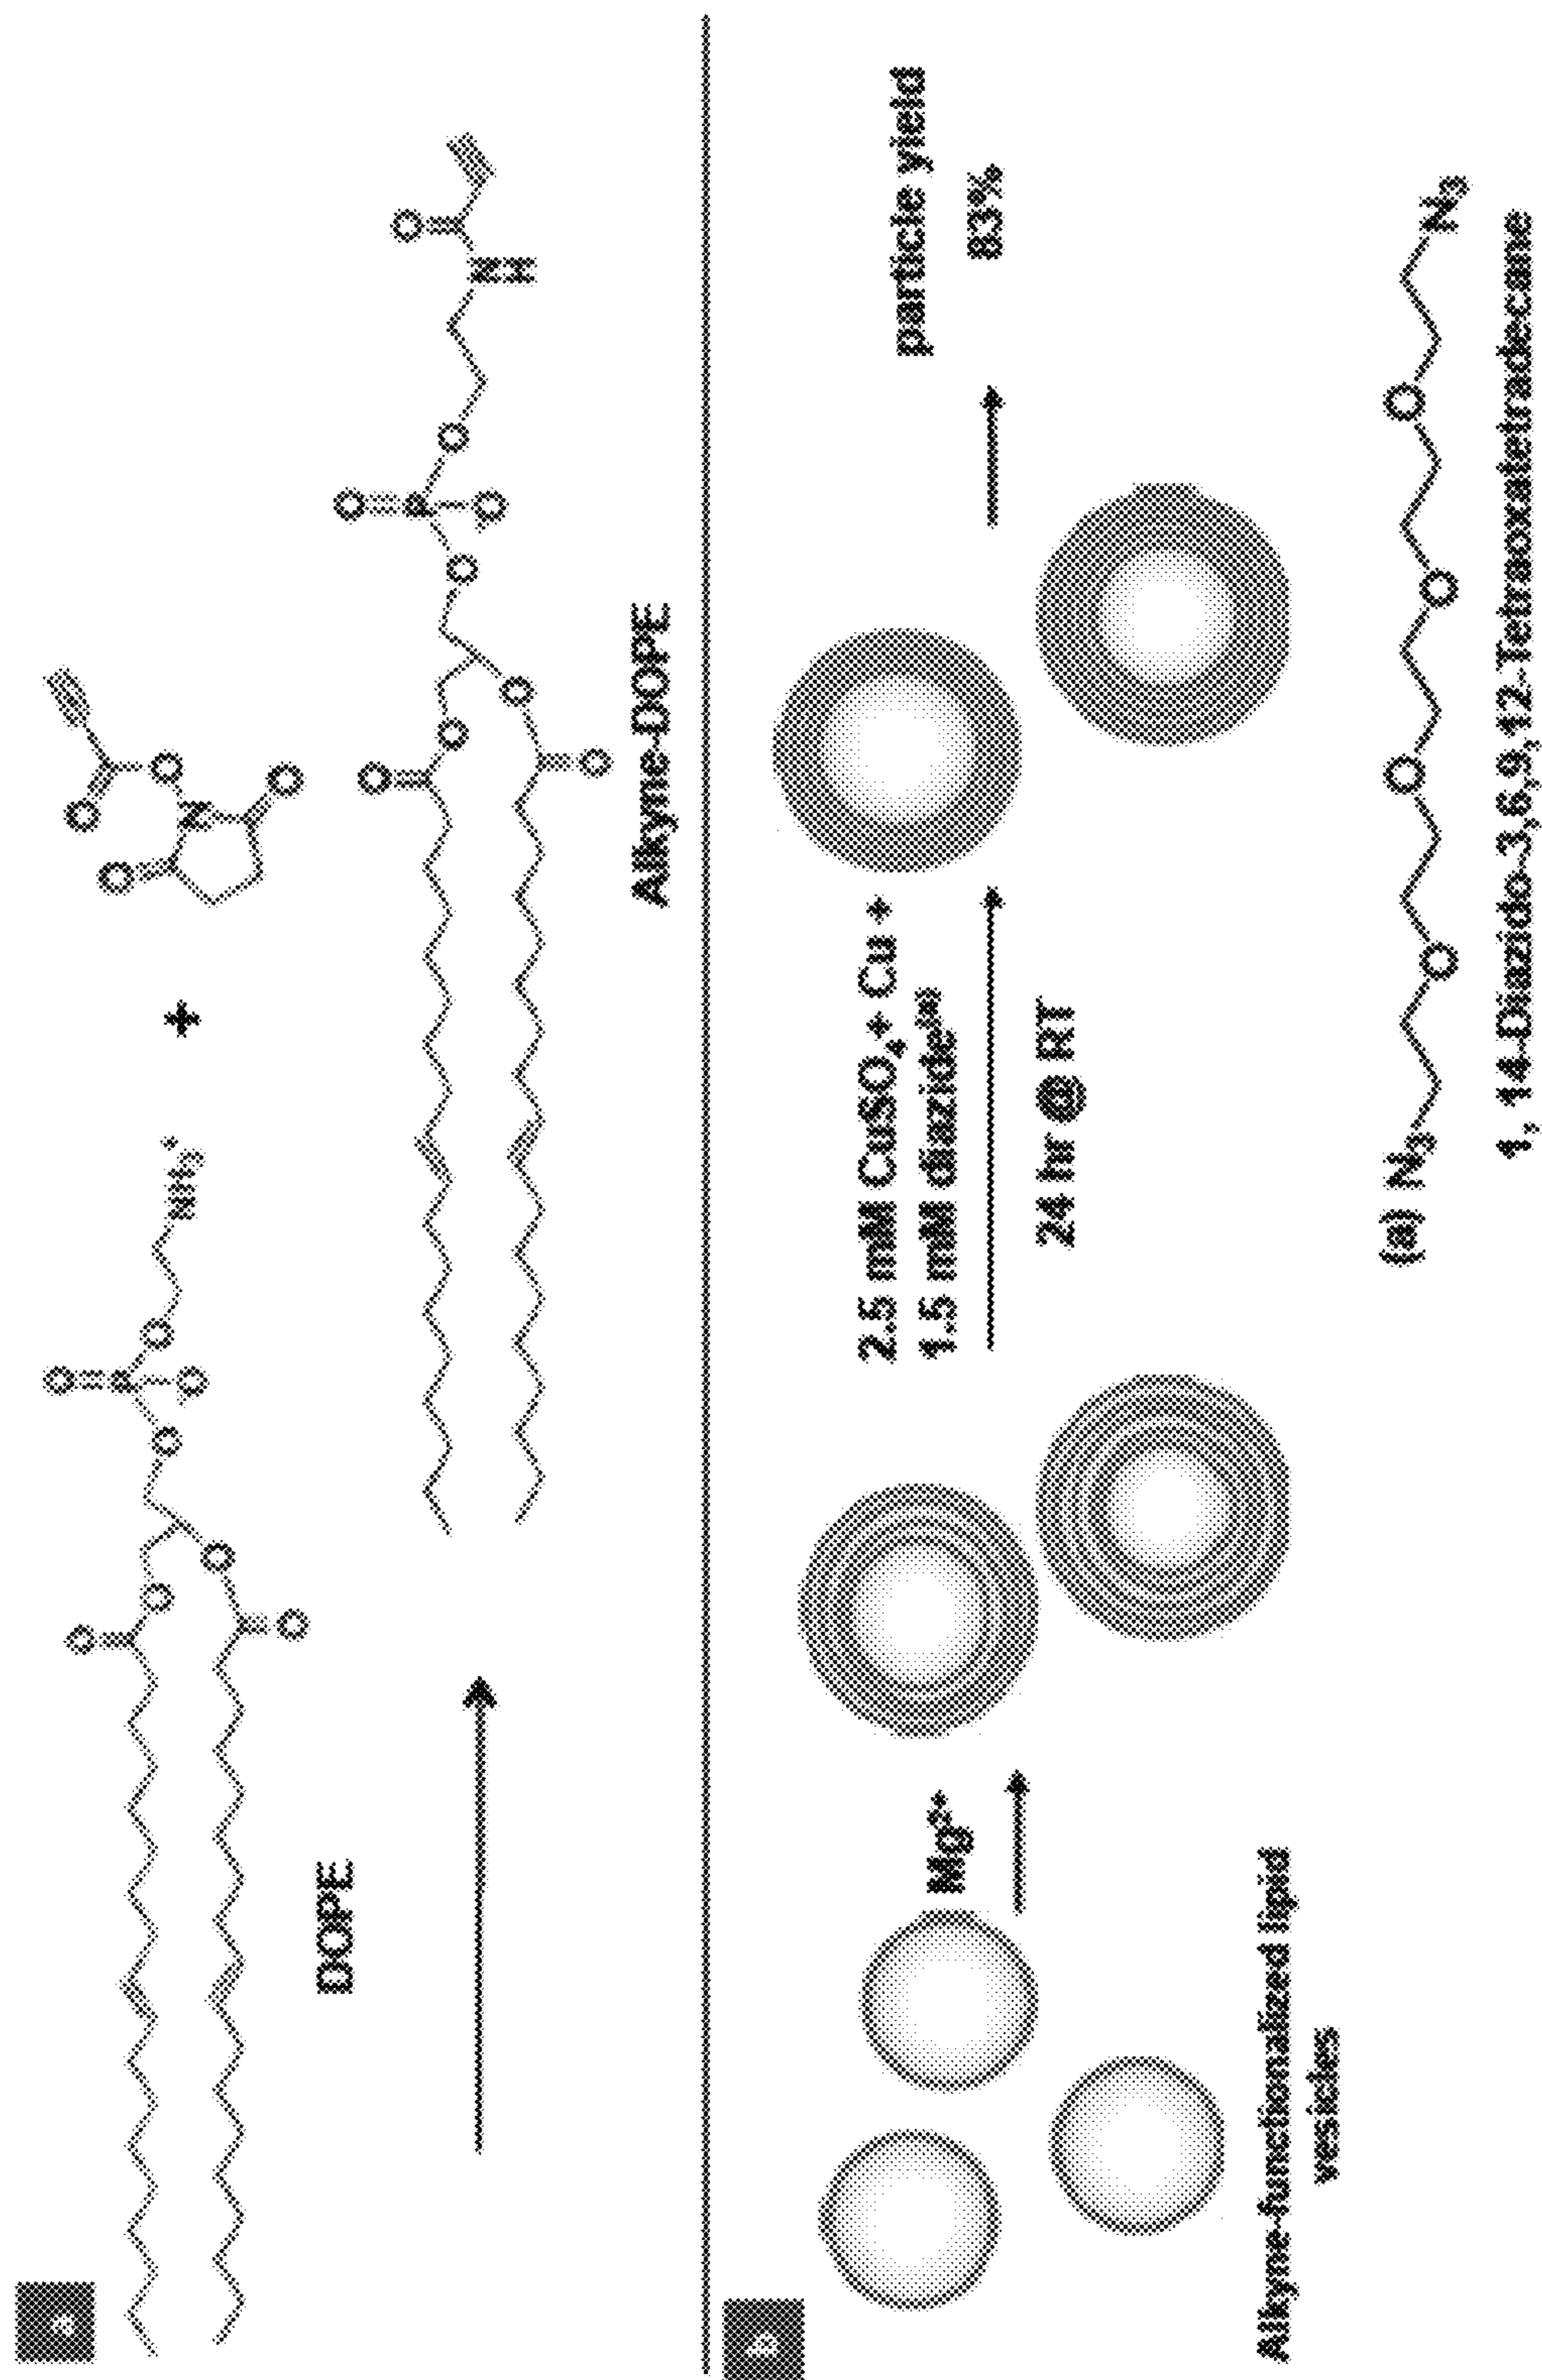 a
DOPE
+
O
O
P
O
O
O
O
O
O
NH3+
O
O
O
N
O
Alkyne-DOPE
O
O
O
O
O
O
P
O
O
N
H
O
b
Alkyne-functionalized lipid
vesicles
Mg2+
2.5 mM CuSO4+ Cu +
1.5 mM diazide(a)
24 hr @ RT
particle yield
83%
(a) N3
O
O
O
O
N3
1, 14-Diazido-3,6,9,12-Tetraoxatetradecane